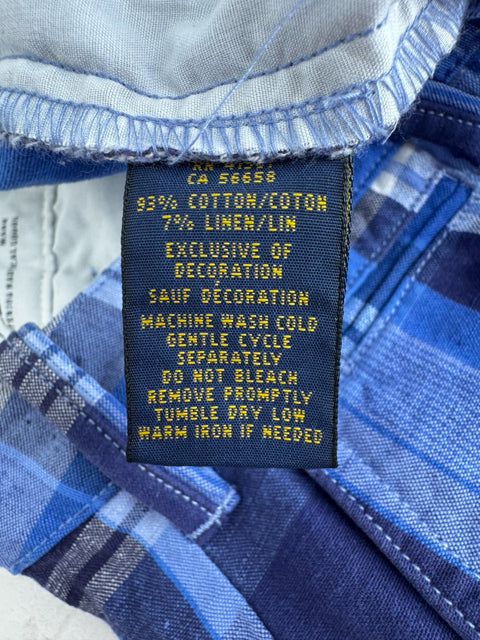 CA 56658
93% COTTON/COTON
7% LINEN/LIN
EXCLUSIVE OF
DECORATION
SAUF DÉCORATION
MACHINE WASH COLD
GENTLE CYCLE
SEPARATELY
DO NOT BLEACH
REMOVE PROMPTLY
TUMBLE DRY LOW
WARM IRON IF NEEDED